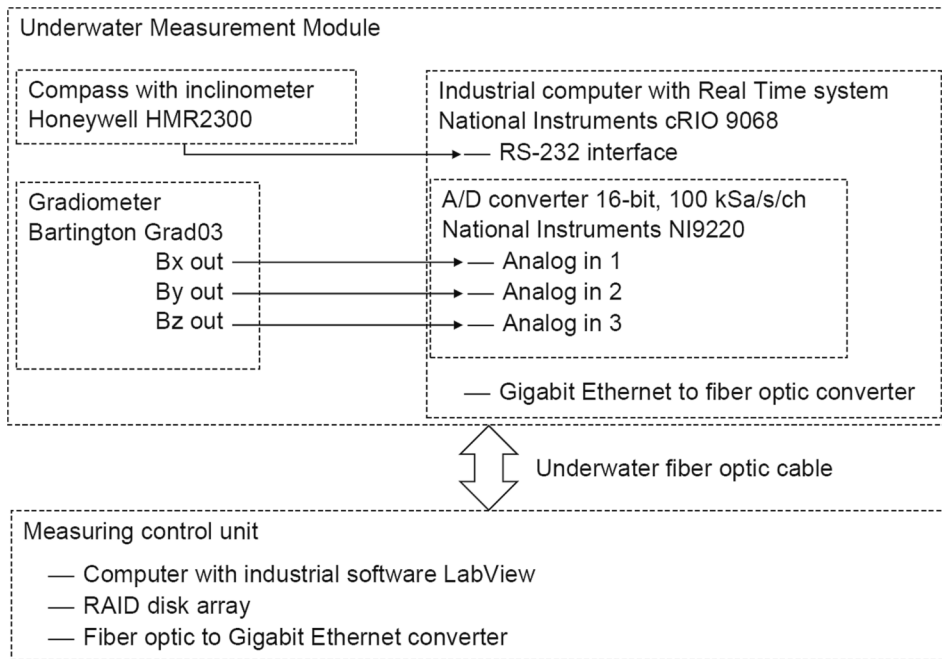 Underwater Measurement Module
Compass with inclinometer
Honeywell HMR2300
Industrial computer with Real Time system
National Instruments cRIO 9068
— RS-232 interface
Gradiometer
Bartington Grad03
Bx out
By out
Bz out
A/D converter 16-bit, 100 kSa/s/ch
National Instruments NI9220
— Analog in 1
— Analog in 2
— Analog in 3
— Gigabit Ethernet to fiber optic converter
Underwater fiber optic cable
Measuring control unit
— Computer with industrial software LabView
— RAID disk array
— Fiber optic to Gigabit Ethernet converter